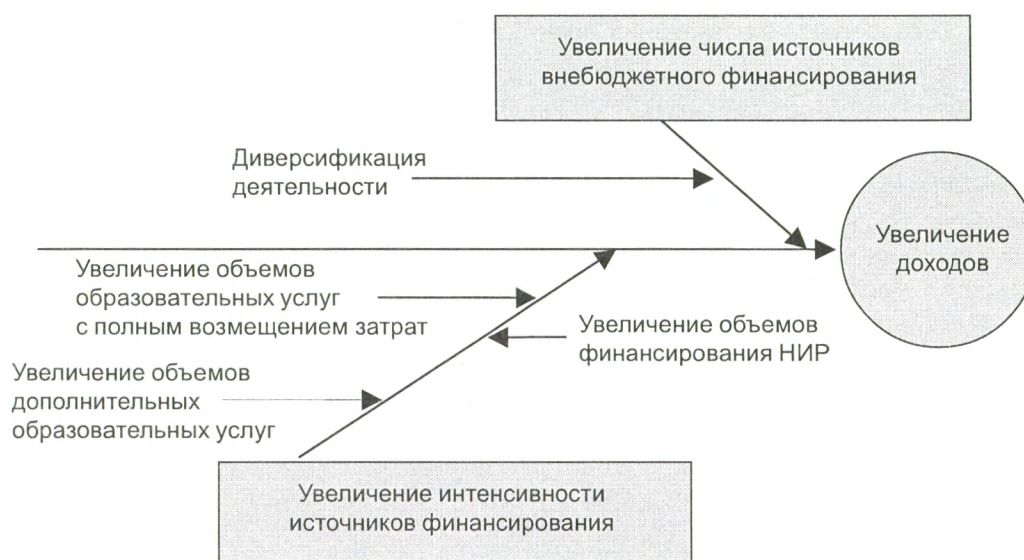 Увеличение числа источников
внебюджетного финансирования
Диверсификация
деятельности
Увеличение
доходов
Увеличение объемов
образовательных услуг
с полным возмещением затрат
Увеличение объемов
финансирования НИР
Увеличение объемов
дополнительных
образовательных услуг
Увеличение интенсивности
источников финансирования